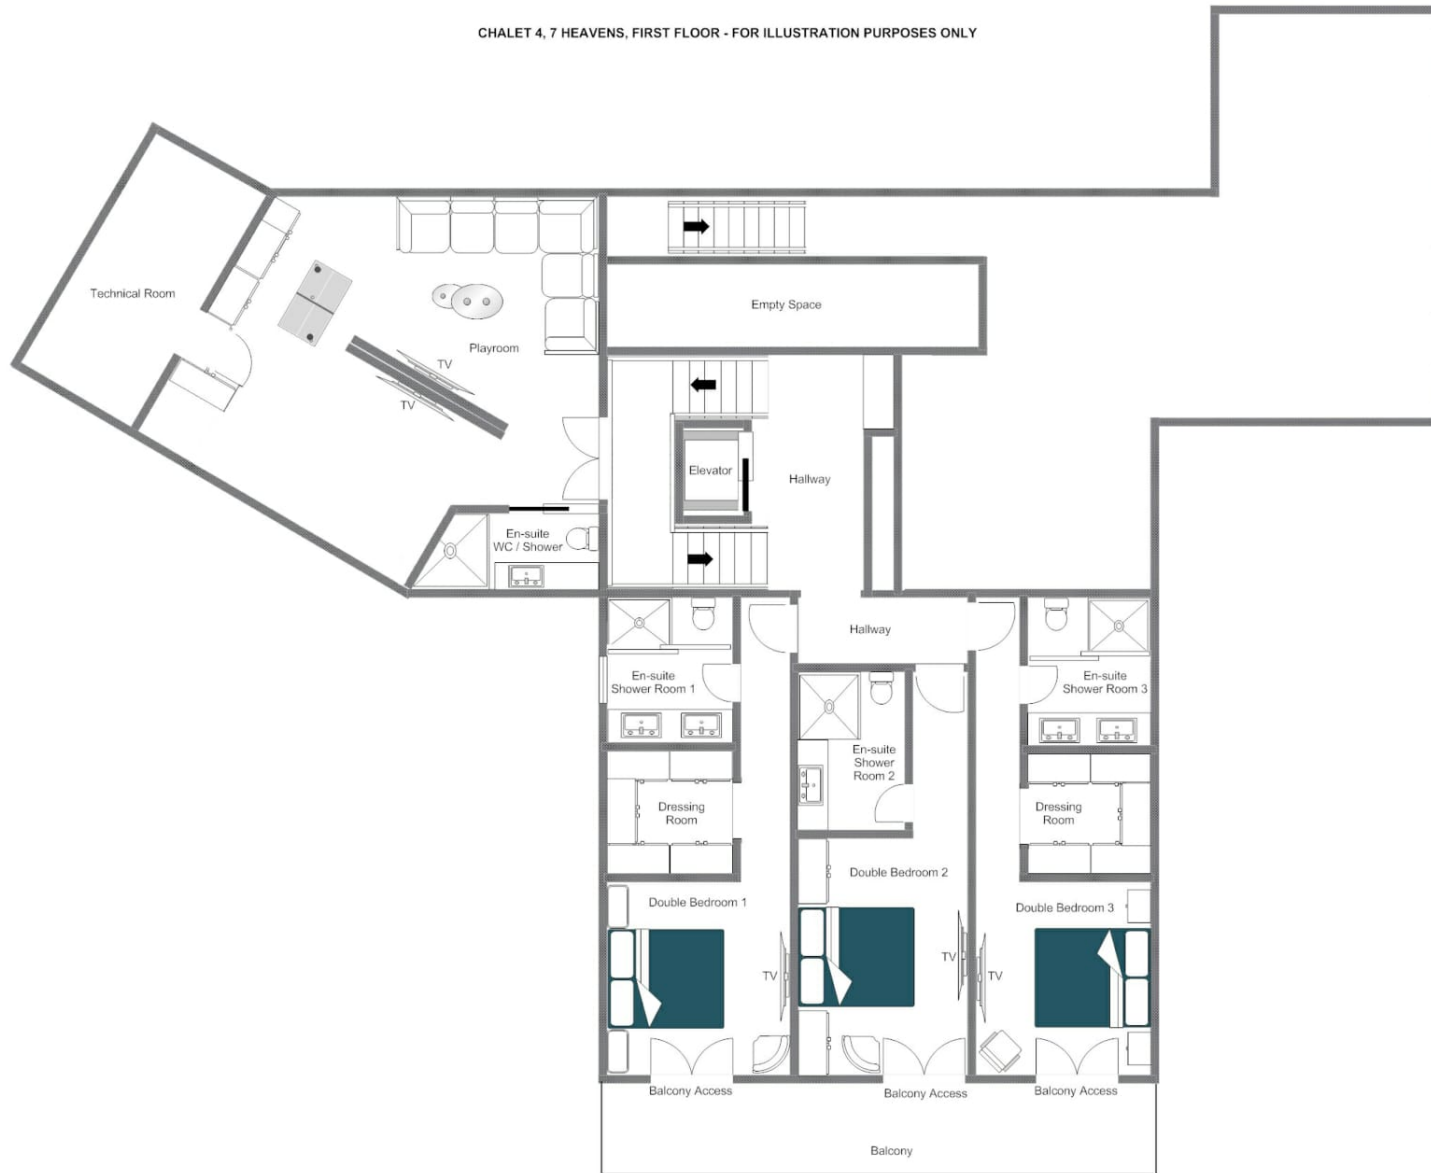 CHALET 4, 7 HEAVENS, FIRST FLOOR - FOR ILLUSTRATION PURPOSES ONLY
Technical Room
Empty Space
Playroom
TV
TV
Elevator
Hallway
En-suite
WC / Shower
Hallway
En-suite
Shower Room 1
En-suite
Shower Room 3
En-suite
Shower
Room 2
Dressing
Room
Dressing
Room
Double Bedroom 1
Double Bedroom 2
Double Bedroom 3
TV
TV
TV
Balcony Access
Balcony Access
Balcony Access
Balcony